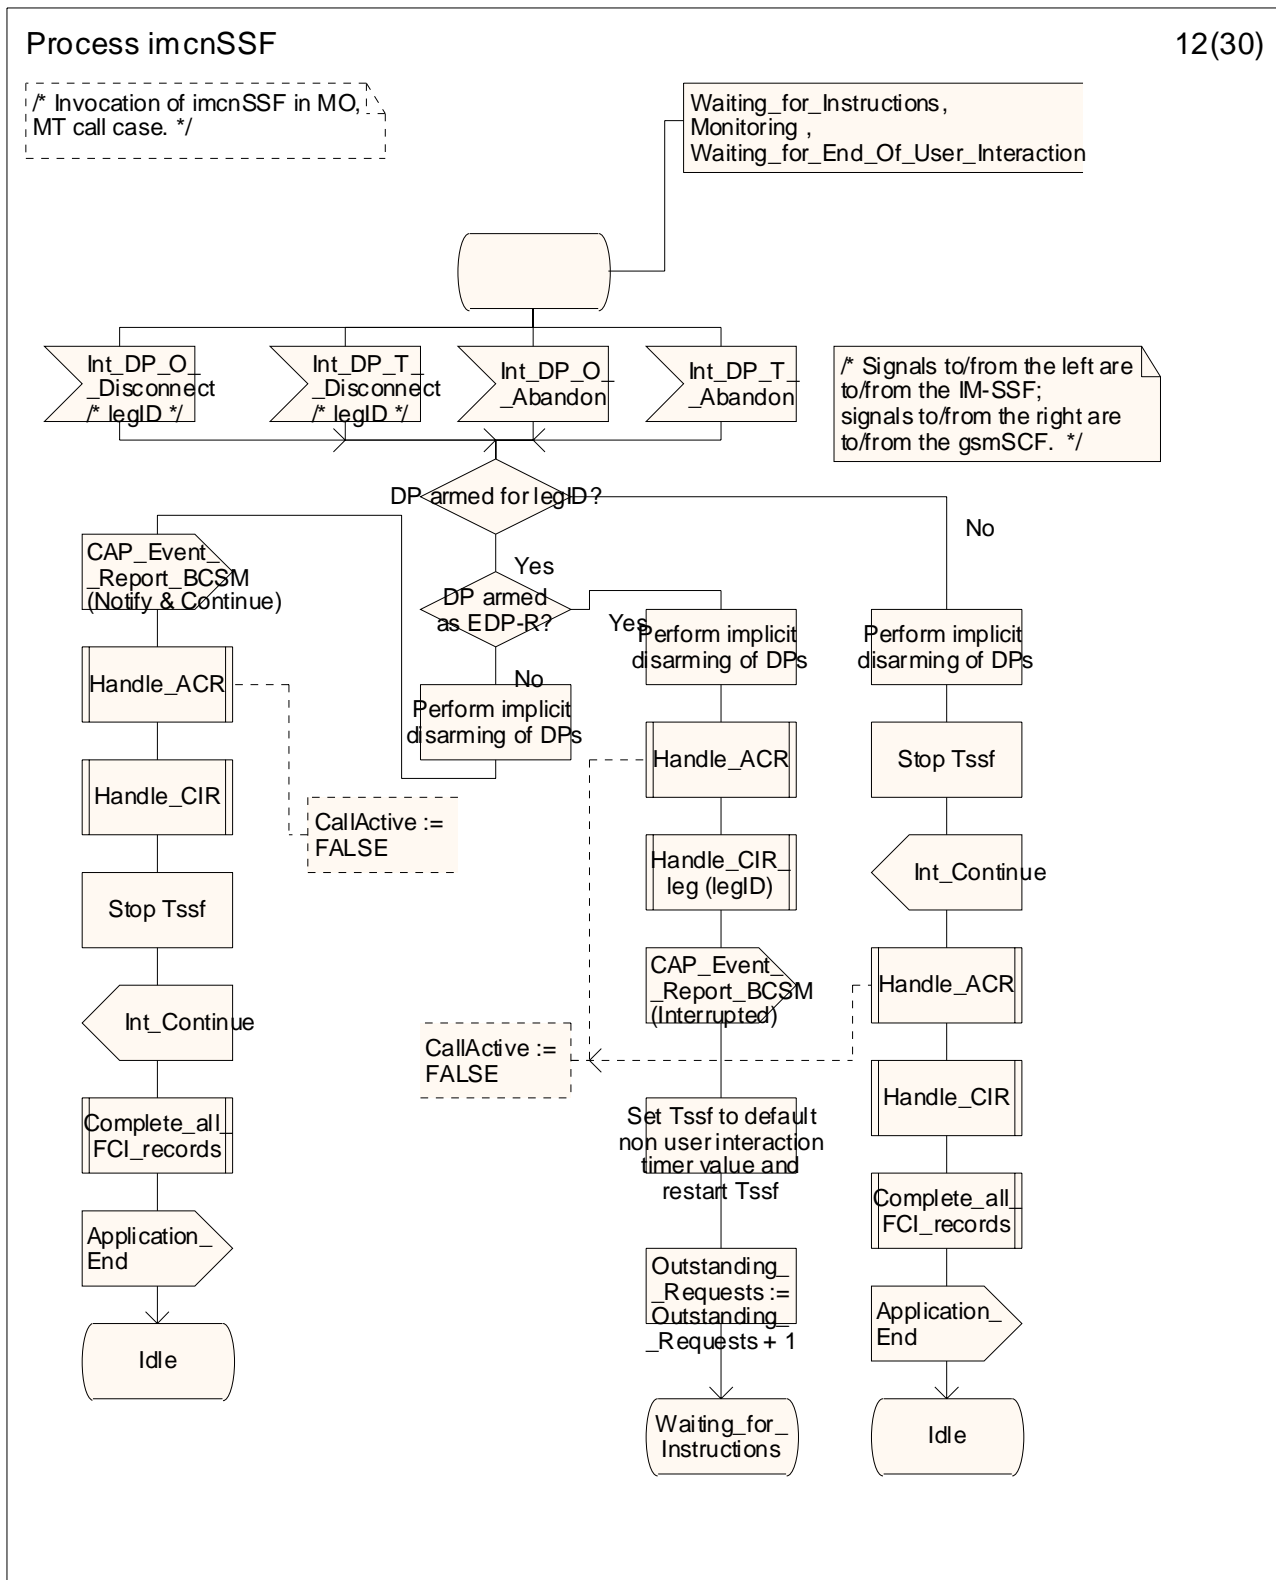 Process imcnSSF
12(30)
/* Invocation of imcnSSF in MO,
MT call case. */
Waiting_for_Instructions,
Monitoring ,
Waiting_for_End_Of_User_Interaction
Int_DP_O_
_Disconnect
/* legID */
Int_DP_T_
_Disconnect
/* legID */
Int_DP_O_
_Abandon
Int_DP_T_
_Abandon
/* Signals to/from the left are
to/from the IM-SSF;
signals to/from the right are
to/from the gsmSCF.  */
DP armed for legID?
No
Yes
CAP_Event_
_Report_BCSM
(Notify & Continue)
DP armed
as EDP-R?
Yes
No
Perform implicit
disarming of DPs
Perform implicit
disarming of DPs
Perform implicit
disarming of DPs
Handle_ACR
Handle_ACR
Stop Tssf
Handle_CIR
CallActive :=
FALSE
Handle_CIR_
leg (legID)
Int_Continue
Stop Tssf
CAP_Event_
_Report_BCSM
(Interrupted)
Handle_ACR
Int_Continue
CallActive :=
FALSE
Handle_CIR
Complete_all_
FCI_records
Set Tssf to default
non user interaction
timer value and
restart Tssf
Complete_all_
FCI_records
Application_
End
Outstanding_
_Requests :=
Outstanding_
_Requests + 1
Application_
End
Idle
Waiting_for_
Instructions
Idle